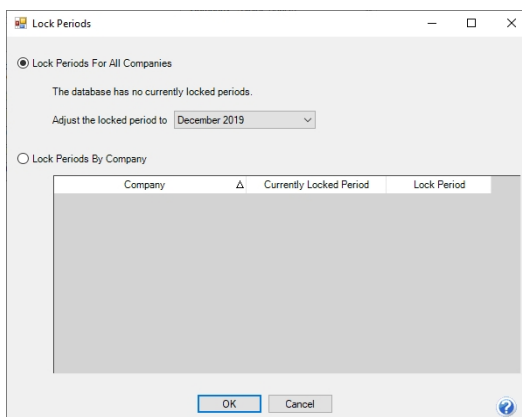 Lock Periods
Lock Periods For All Companies
The database has no currently locked periods.
Adjust the locked period to December 2019
Lock Periods By Company
Company Δ Currently Locked Period Lock Period
OK Cancel